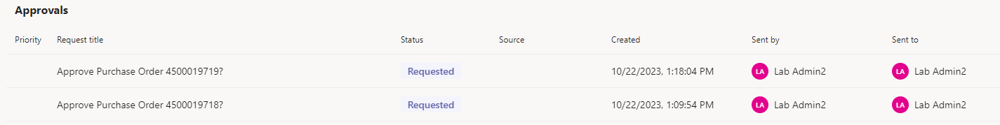 Approvals
Priority Request title Status Source Created Sent by Sent to
Approve Purchase Order 4500019719? Requested 10/22/2023, 1:18:04 PM LA Lab Admin2 LA Lab Admin2
Approve Purchase Order 4500019718? Requested 10/22/2023, 1:09:54 PM LA Lab Admin2 LA Lab Admin2